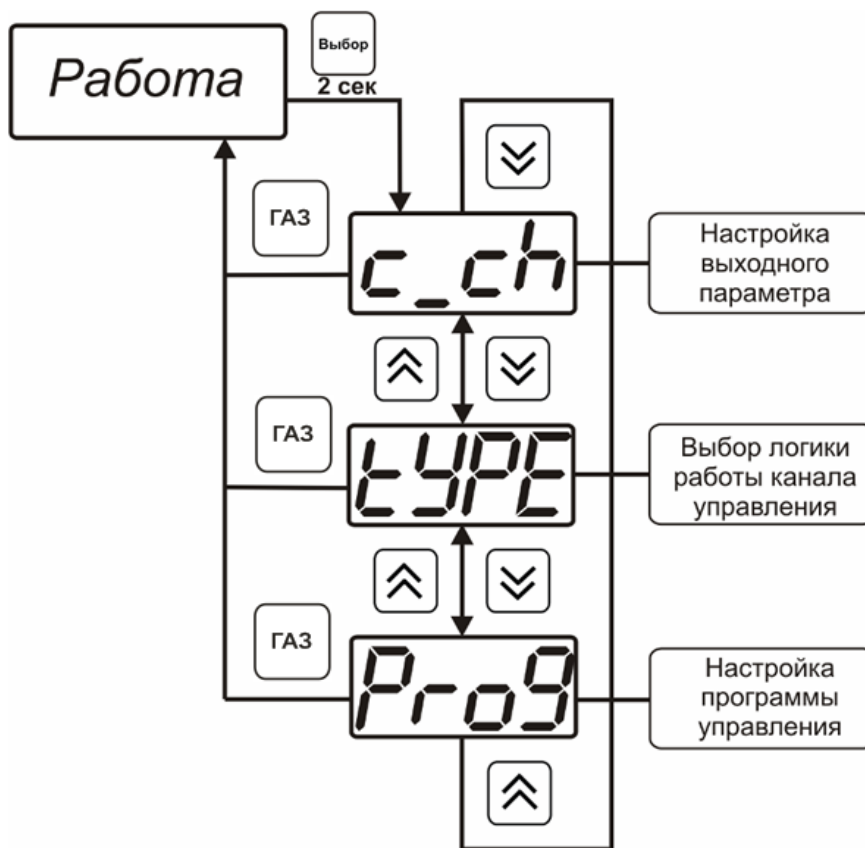 Выбор
2 сек
Работа
ГАЗ
c_ch
Настройка
выходного
параметра
ГАЗ
tYPE
Выбор логики
работы канала
управления
ГАЗ
Prog
Настройка
программы
управления